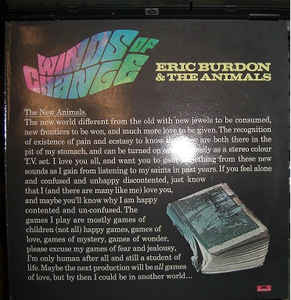 WINDS OF
CHANGE
ERIC BURDON
& THE ANIMALS
The New Animals.
The new world different from the old with new jewels to be consumed,
new frontiers to be won, and much more love to be given. The recognition
of existence of pain and ecstasy to know that they are both there in the
pit of my stomach, and can be turned on as easily as a stereo colour
T.V. set. I love you all, and want you to gain something from these new
sounds as I gain from listening to my saints in past years. If you feel alone
and confused and unhappy discontented, just know
that I (and there are many like me) love you,
and maybe you'll know why I am happy
contented and un-confused. The
games I play are mostly games of
children (not all) happy games, games of
love, games of mystery, games of wonder,
please excuse my games of fear and jealousy,
I'm only human after all and still a student of
life. Maybe the next production will be all games
of love, but by then I could be in another world...